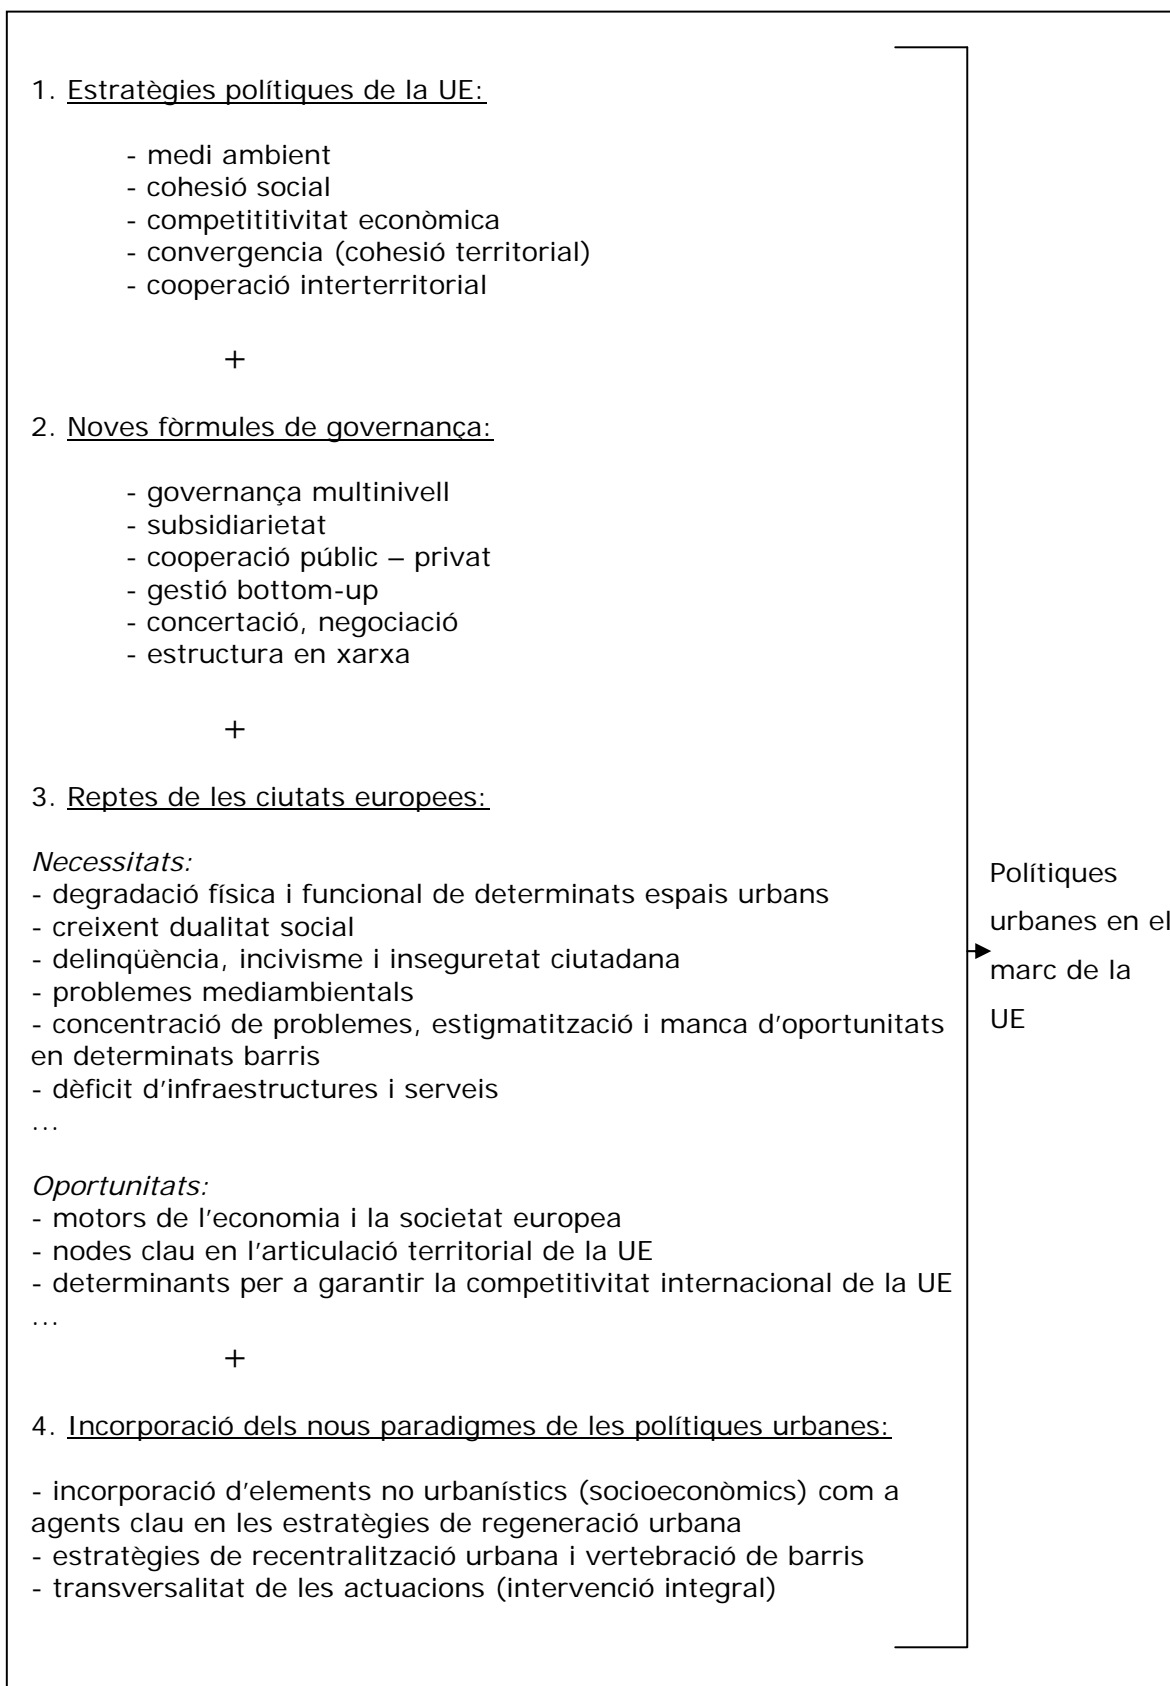 1. Estratègies polítiques de la UE:
- medi ambient
- cohesió social
- competititivitat econòmica
- convergencia (cohesió territorial)
- cooperació interterritorial
+
2. Noves fòrmules de governança:
- governança multinivell
- subsidiarietat
- cooperació públic – privat
- gestió bottom-up
- concertació, negociació
- estructura en xarxa
+
3. Reptes de les ciutats europees:
Necessitats:
- degradació física i funcional de determinats espais urbans
- creixent dualitat social
- delinqüència, incivisme i inseguretat ciutadana
- problemes mediambientals
- concentració de problemes, estigmatització i manca d'oportunitats
en determinats barris
- dèficit d'infraestructures i serveis
...
Oportunitats:
- motors de l'economia i la societat europea
- nodes clau en l'articulació territorial de la UE
- determinants per a garantir la competitivitat internacional de la UE
...
+
4. Incorporació dels nous paradigmes de les polítiques urbanes:
- incorporació d'elements no urbanístics (socioeconòmics) com a
agents clau en les estratègies de regeneració urbana
- estratègies de recentralització urbana i vertebració de barris
- transversalitat de les actuacions (intervenció integral)
Polítiques
urbanes en el
marc de la
UE